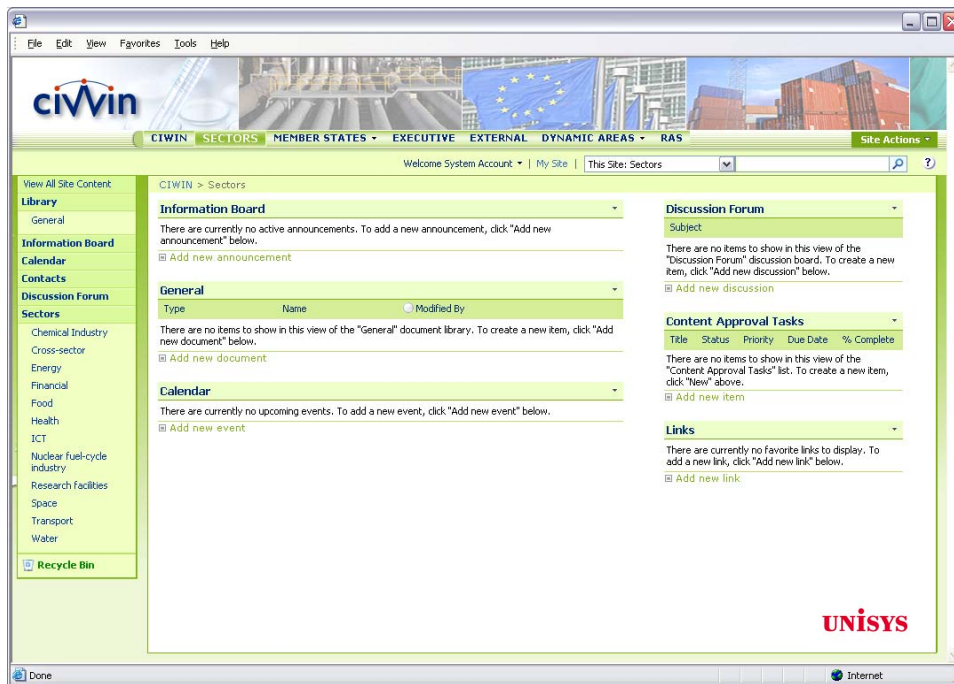 File Edit View Favorites Tools Help
ciwin
CIWIN SECTORS MEMBER STATES EXECUTIVE EXTERNAL DYNAMIC AREAS RAS
Site Actions
Welcome System Account | My Site | This Site: Sectors
View All Site Content
Library
General
Information Board
Calendar
Contacts
Discussion Forum
Sectors
Chemical Industry
Cross-sector
Energy
Financial
Food
Health
ICT
Nuclear fuel-cycle
industry
Research facilities
Space
Transport
Water
Recycle Bin
CIWIN > Sectors
Information Board
There are currently no active announcements. To add a new announcement, click "Add new
announcement" below.
Add new announcement
General
Type Name Modified By
There are no items to show in this view of the "General" document library. To create a new item, click "Add
new document" below.
Add new document
Calendar
There are currently no upcoming events. To add a new event, click "Add new event" below.
Add new event
Discussion Forum
Subject
There are no items to show in this view of the
"Discussion Forum" discussion board. To create a new
item, click "Add new discussion" below.
Add new discussion
Content Approval Tasks
Title Status Priority Due Date % Complete
There are no items to show in this view of the
"Content Approval Tasks" list. To create a new item,
click "New" above.
Add new item
Links
There are currently no favorite links to display. To
add a new link, click "Add new link" below.
Add new link
UNISYS
Done
Internet